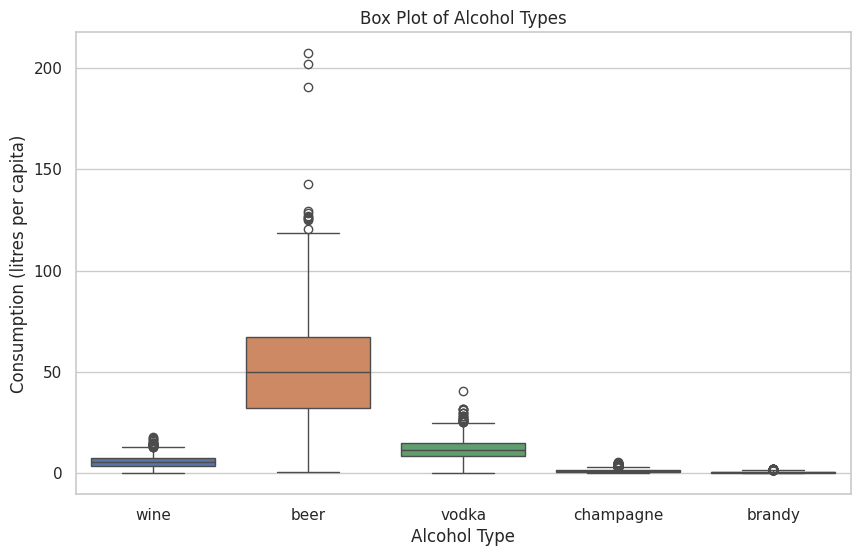 Box Plot of Alcohol Types
Consumption (litres per capita)
200
150
100
50
0
wine beer vodka champagne brandy
Alcohol Type